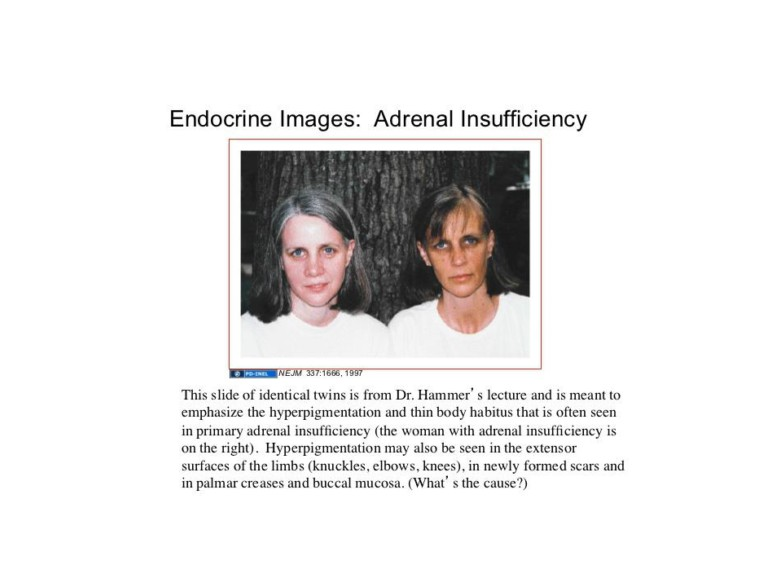 Endocrine Images: Adrenal Insufficiency
PD-INEL NEJM 337:1666, 1997
This slide of identical twins is from Dr. Hammer's lecture and is meant to
emphasize the hyperpigmentation and thin body habitus that is often seen
in primary adrenal insufficiency (the woman with adrenal insufficiency is
on the right). Hyperpigmentation may also be seen in the extensor
surfaces of the limbs (knuckles, elbows, knees), in newly formed scars and
in palmar creases and buccal mucosa. (What's the cause?)